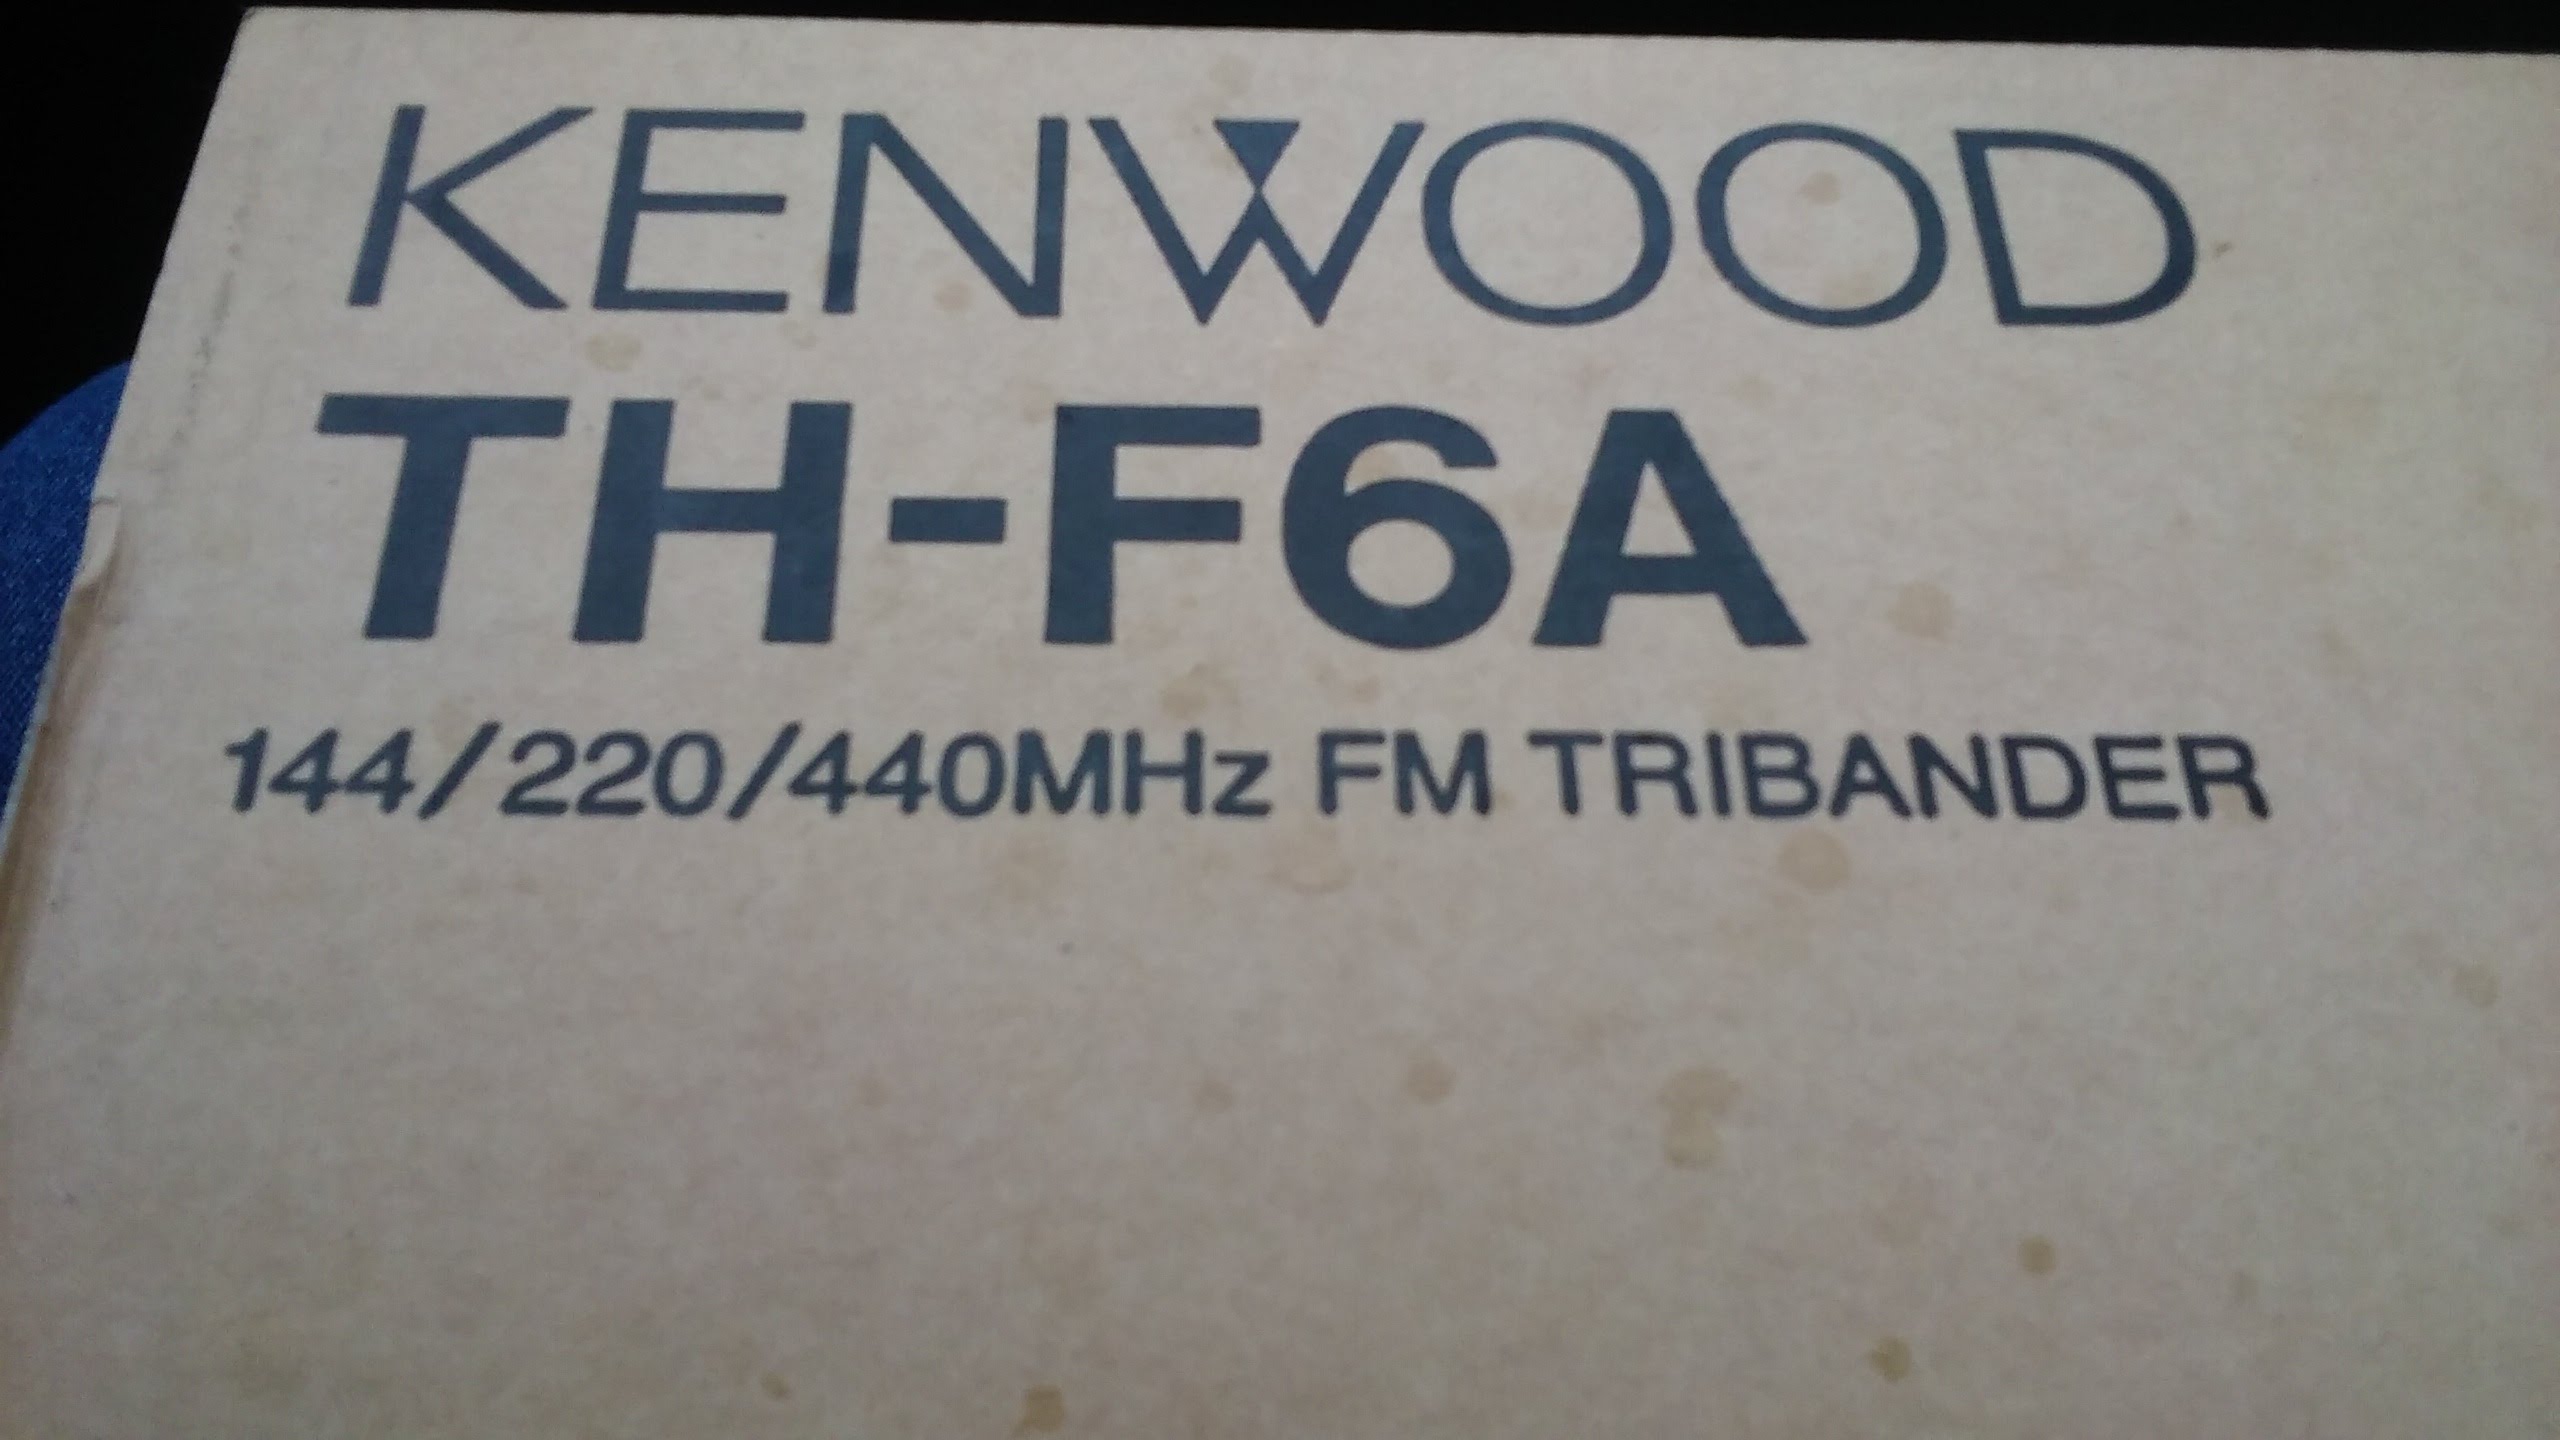 KENWOOD
TH-F6A
144/220/440MHz FM TRIBANDER